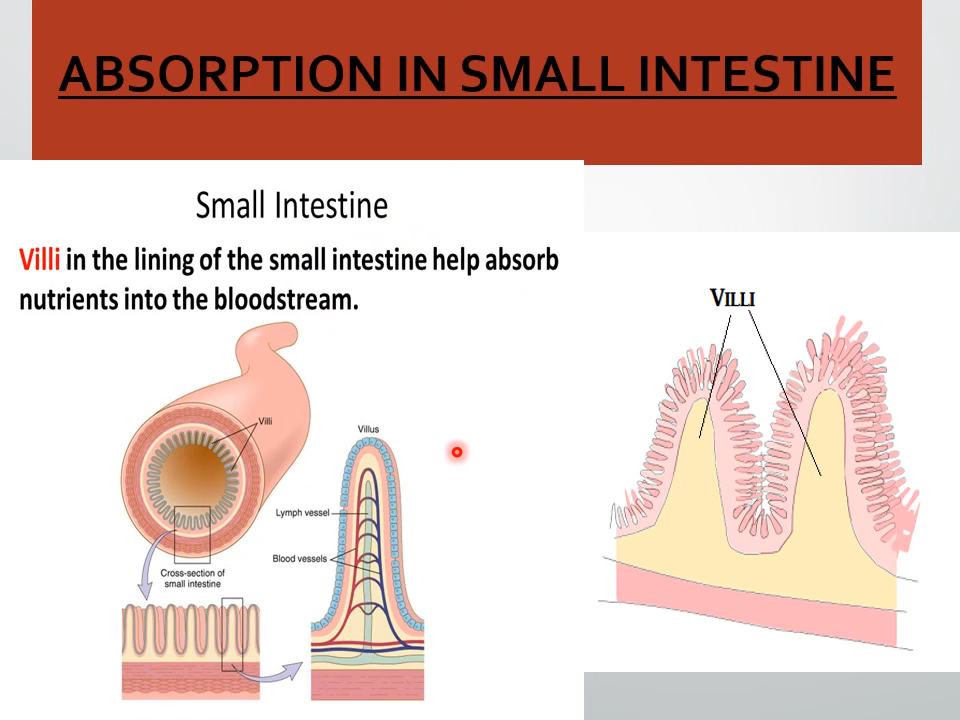 ABSORPTION IN SMALL INTESTINE
Small Intestine
Villi in the lining of the small intestine help absorb
nutrients into the bloodstream.
Villi
Cross-section of
small intestine
Villus
Lymph vessel
Blood vessels
VILLI